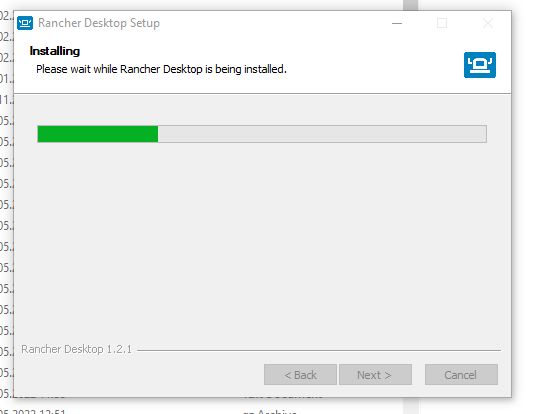 Rancher Desktop Setup
Installing
Please wait while Rancher Desktop is being installed.
Rancher Desktop 1.2.1
< Back
Next >
Cancel